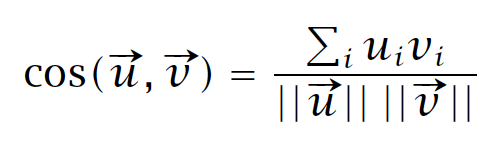 cos(u⃗, v⃗) = ∑ᵢ uᵢvᵢ / ||u⃗|| ||v⃗||